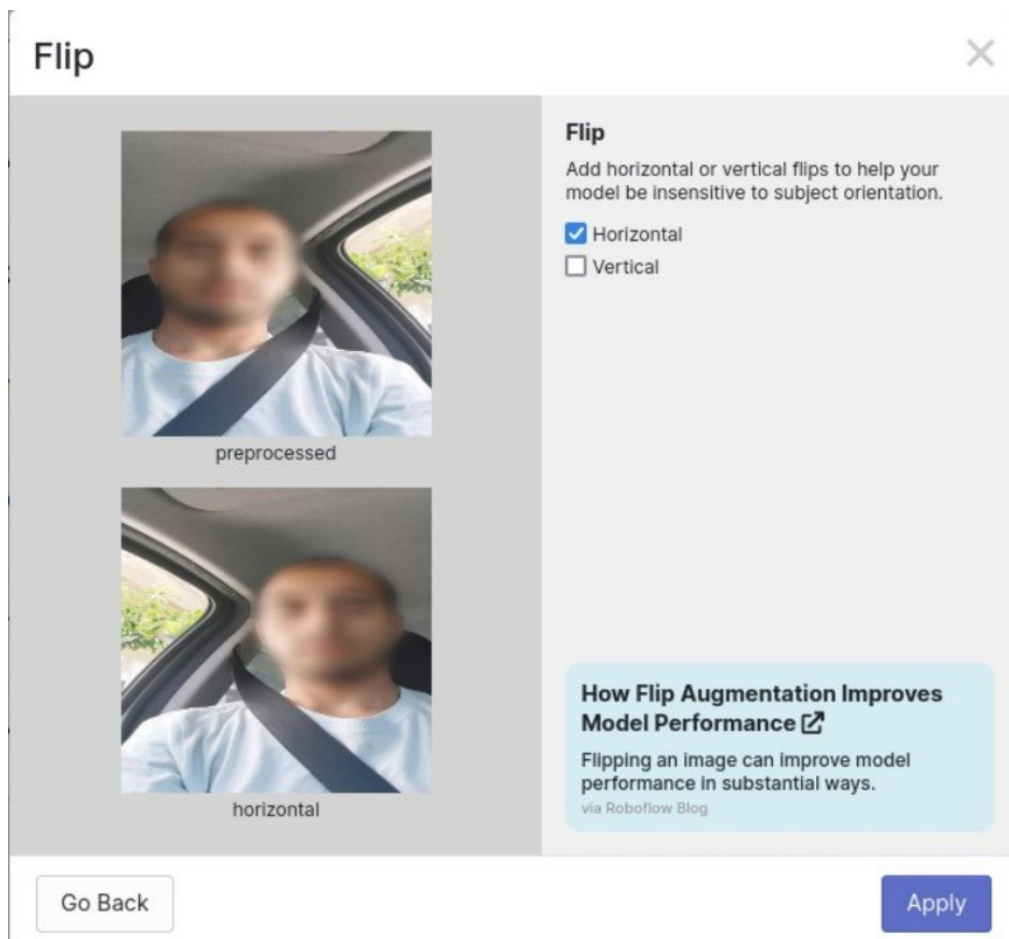 Flip
preprocessed
horizontal
Flip
Add horizontal or vertical flips to help your
model be insensitive to subject orientation.
Horizontal
Vertical
How Flip Augmentation Improves
Model Performance
Flipping an image can improve model
performance in substantial ways.
via Roboflow Blog
Go Back
Apply